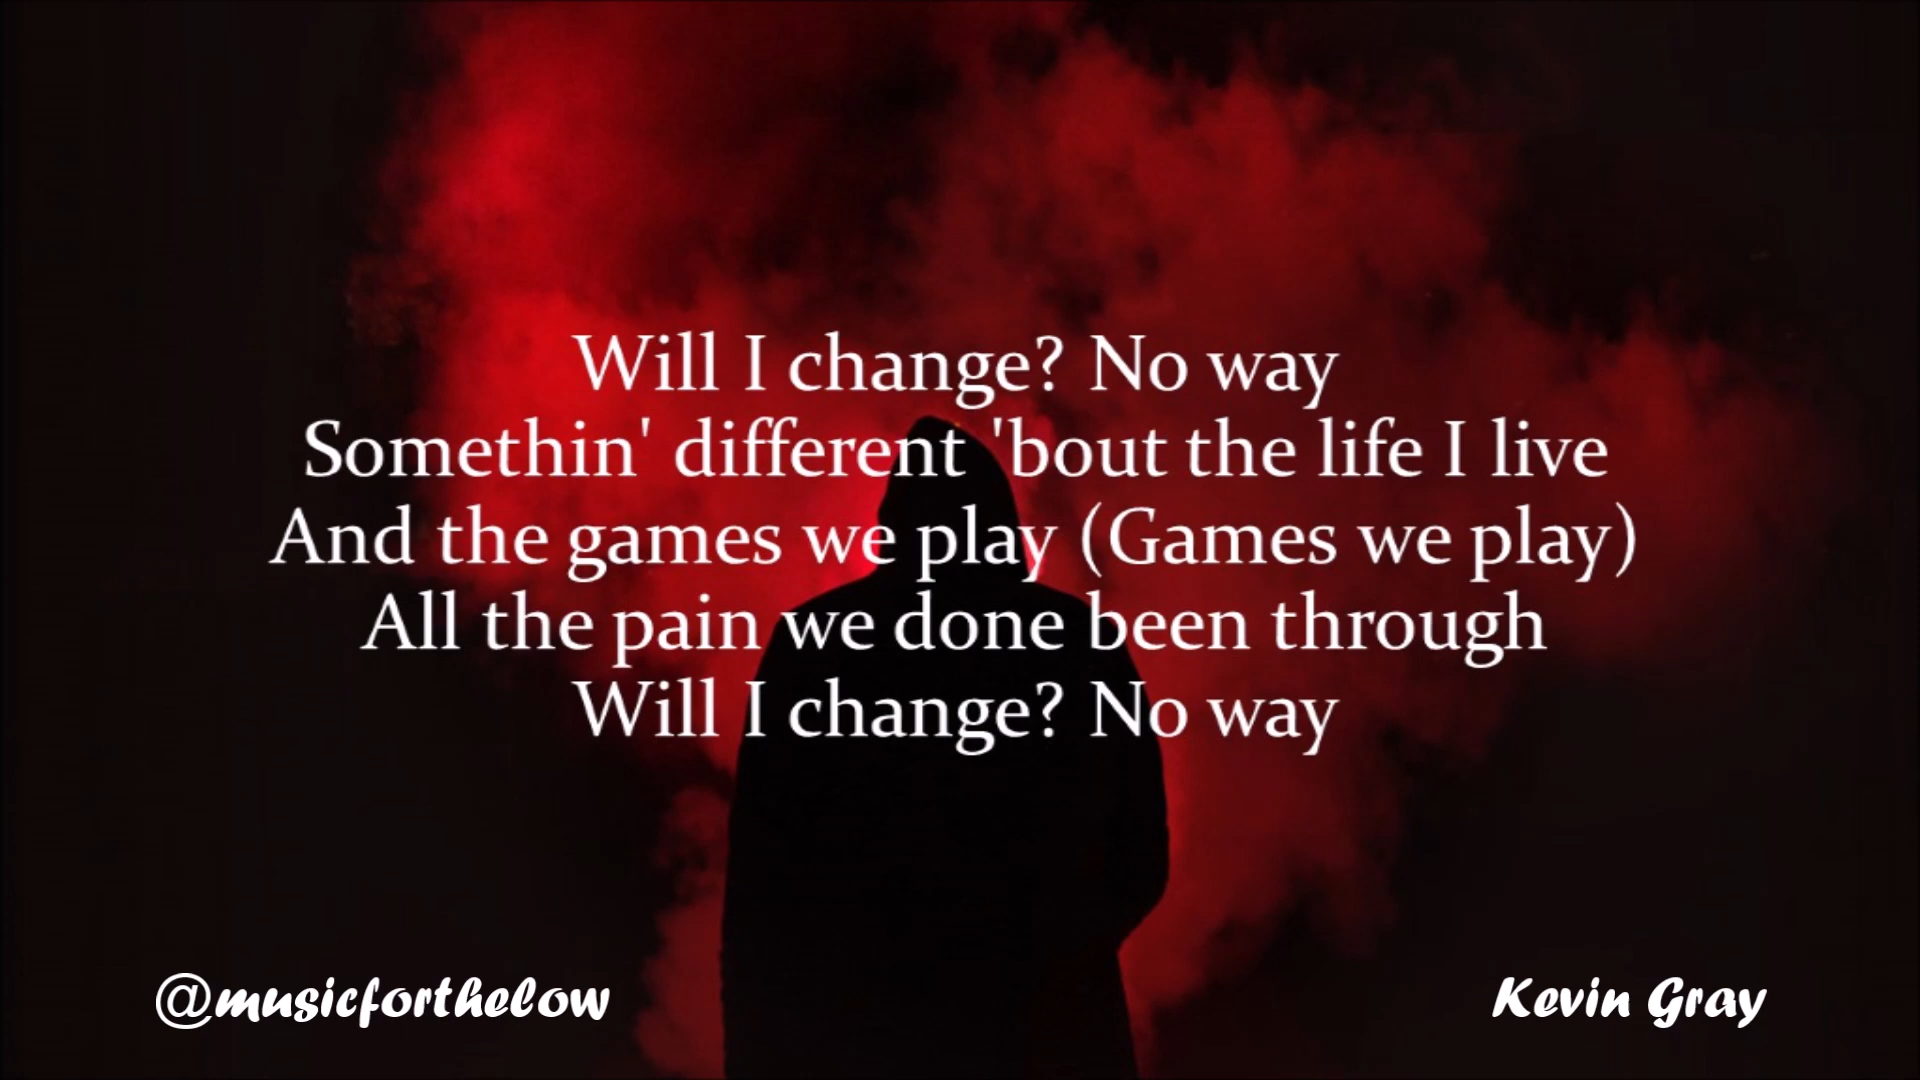 Will I change? No way
Somethin' different 'bout the life I live
And the games we play (Games we play)
All the pain we done been through
Will I change? No way
@musicforthelow
Kevin Gray